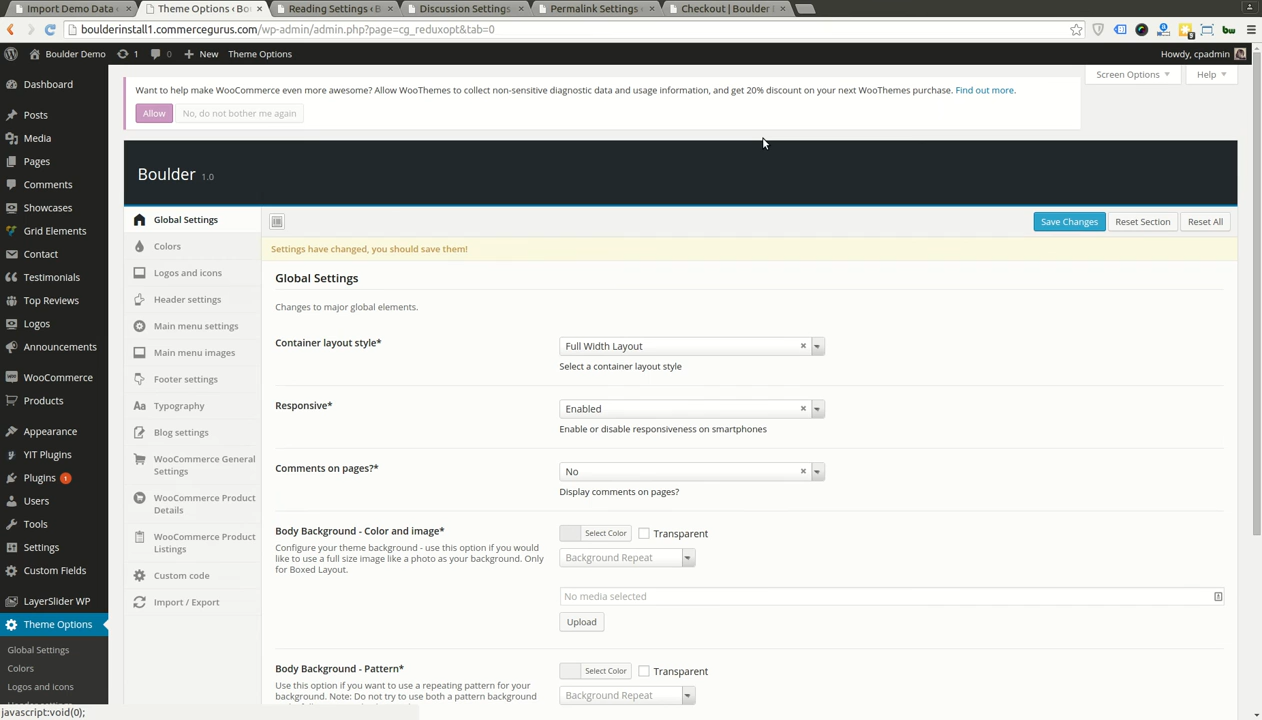 Import Demo Data ‹
Theme Options ‹ Bo
Reading Settings ‹ B
Discussion Settings
Permalink Settings ‹
Checkout | Boulder
boulderinstall1.commercegurus.com/wp-admin/admin.php?page=cg_reduxopt&tab=0
Boulder Demo 1 0 New Theme Options
Howdy, cpadmin
Screen Options Help
Want to help make WooCommerce even more awesome? Allow WooThemes to collect non-sensitive diagnostic data and usage information, and get 20% discount on your next WooThemes purchase. Find out more.
Allow No, do not bother me again
Dashboard
Posts
Media
Pages
Comments
Showcases
Grid Elements
Contact
Testimonials
Top Reviews
Logos
Announcements
WooCommerce
Products
Appearance
YIT Plugins
Plugins 1
Users
Tools
Settings
Custom Fields
LayerSlider WP
Theme Options
Global Settings
Colors
Logos and icons
Boulder 1.0
Global Settings
Colors
Logos and icons
Header settings
Main menu settings
Main menu images
Footer settings
Aa Typography
Blog settings
WooCommerce General
Settings
WooCommerce Product
Details
WooCommerce Product
Listings
Custom code
Import / Export
Save Changes Reset Section Reset All
Settings have changed, you should save them!
Global Settings
Changes to major global elements.
Container layout style*
Full Width Layout
Select a container layout style
Responsive*
Enabled
Enable or disable responsiveness on smartphones
Comments on pages?*
No
Display comments on pages?
Body Background - Color and image*
Configure your theme background - use this option if you would
like to use a full size image like a photo as your background. Only
for Boxed Layout.
Select Color Transparent
Background Repeat
No media selected
Upload
Body Background - Pattern*
Use this option if you want to use a repeating pattern for your
background. Note: Do not try to use both a pattern background
Select Color Transparent
Background Repeat
javascript:void(0);